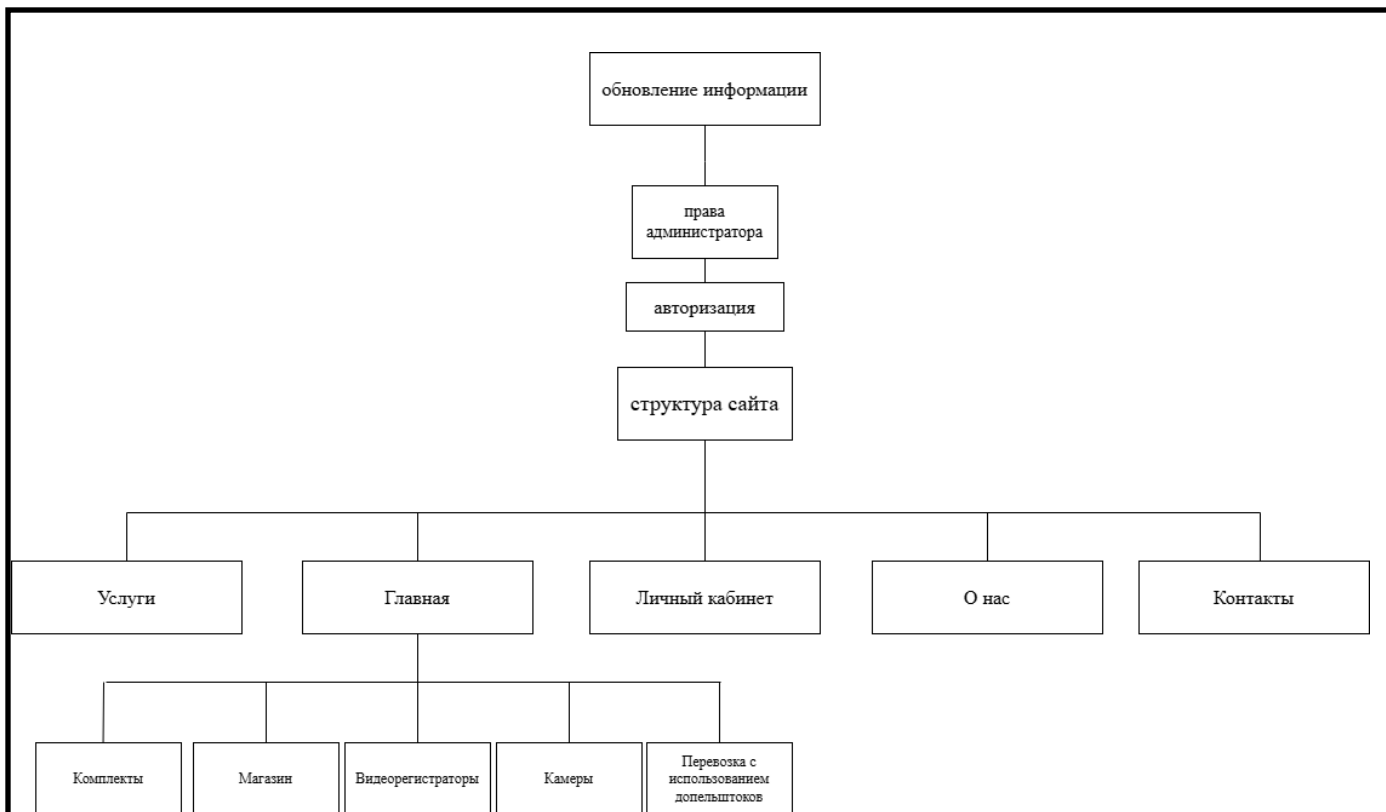 обновление информации
права
администратора
авторизация
структура сайта
Услуги
Главная
Личный кабинет
О нас
Контакты
Комплекты
Магазин
Видеорегистраторы
Камеры
Перевозка с
использованием
допельштоков